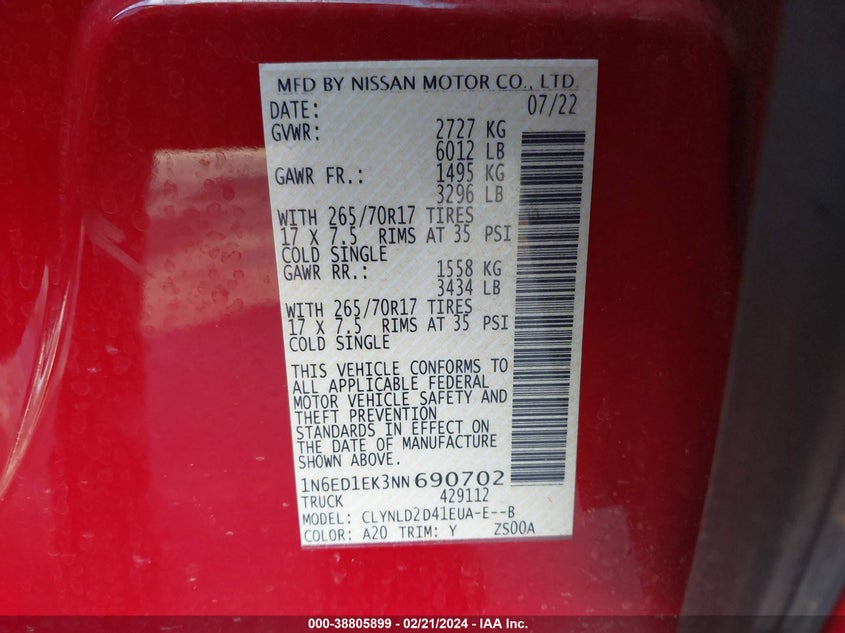 MFD BY NISSAN MOTOR CO., LTD.
DATE: 07/22
GVWR: 2727 KG
6012 LB
GAWR FR.: 1495 KG
3296 LB
WITH 265/70R17 TIRES
17 X 7.5 RIMS AT 35 PSI
COLD SINGLE
GAWR RR.: 1558 KG
3434 LB
WITH 265/70R17 TIRES
17 X 7.5 RIMS AT 35 PSI
COLD SINGLE
THIS VEHICLE CONFORMS TO
ALL APPLICABLE FEDERAL
MOTOR VEHICLE SAFETY AND
THEFT PREVENTION
STANDARDS IN EFFECT ON
THE DATE OF MANUFACTURE
SHOWN ABOVE.
1N6ED1EK3NN690702
TRUCK 429112
MODEL: CLYNLD2D41EUA-E--B
COLOR: A20 TRIM: Y ZS00A
000-38805899 - 02/21/2024 - IAA Inc.